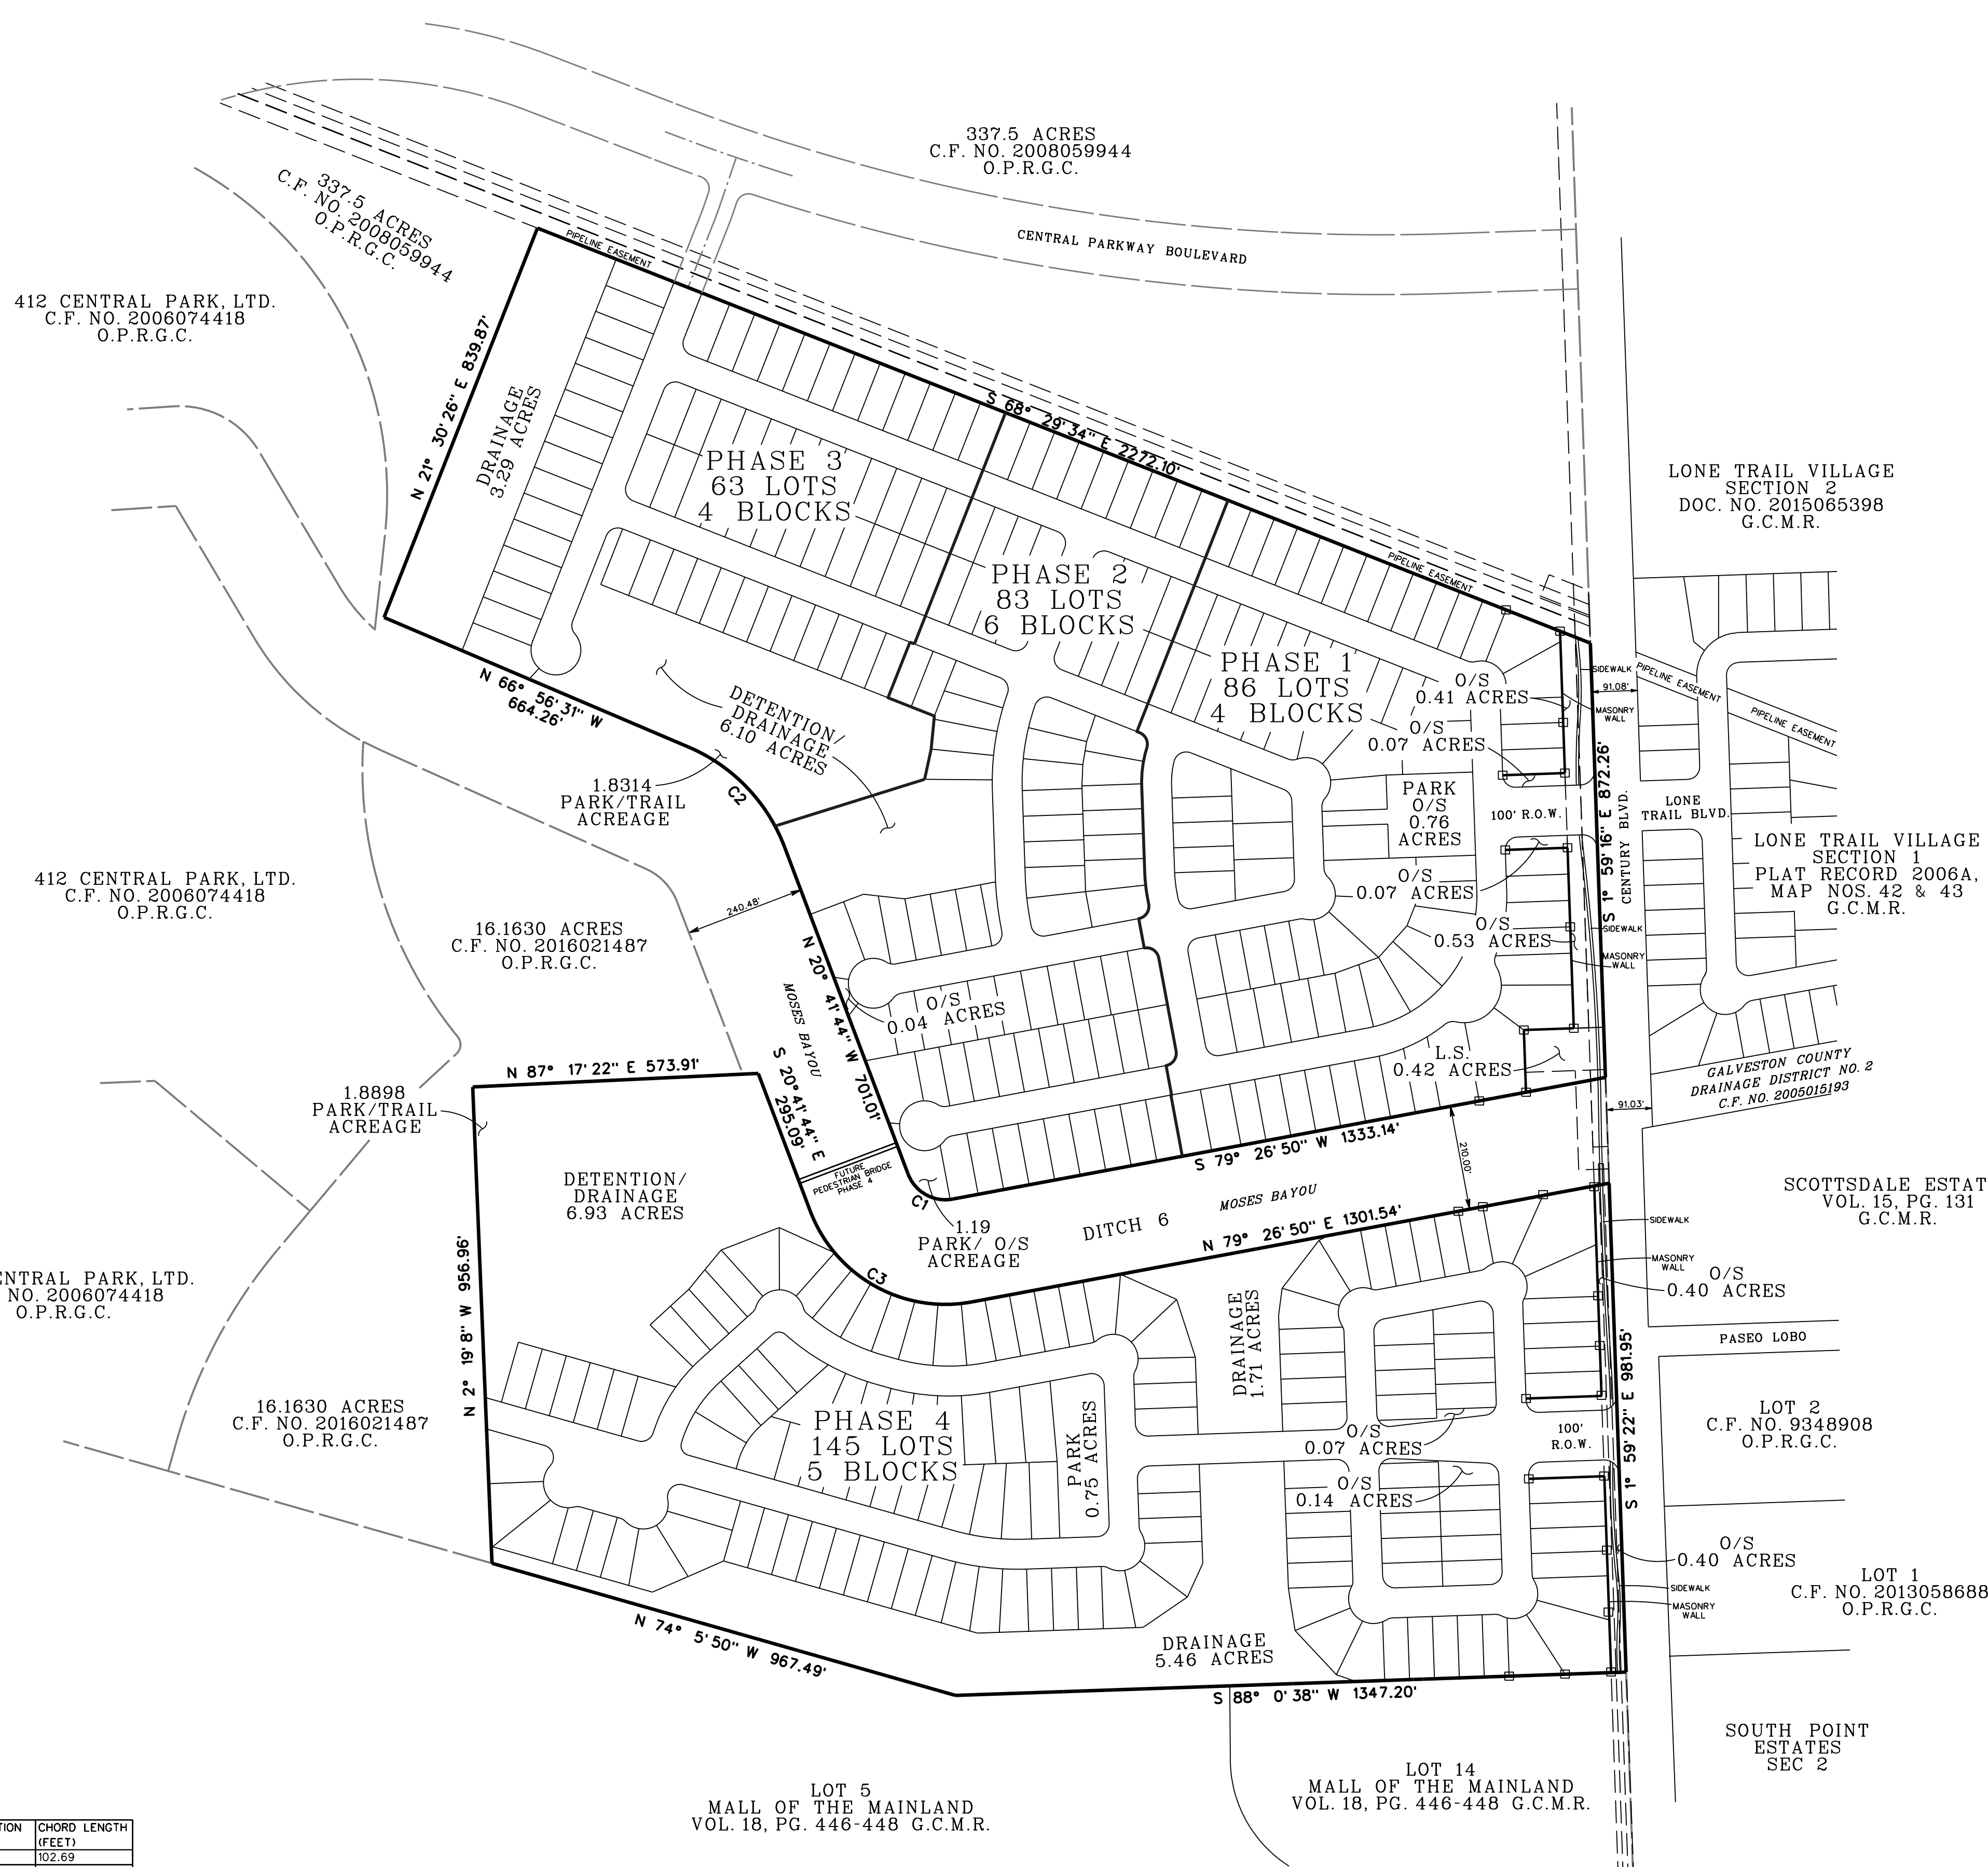 337.5 ACRES
C.F. NO. 2008059944
O.P.R.G.C.
337.5 ACRES
C.F. NO. 2008059944
O.P.R.G.C.
CENTRAL PARKWAY BOULEVARD
PIPELINE EASEMENT
412 CENTRAL PARK, LTD.
C.F. NO. 2006074418
O.P.R.G.C.
N 21° 30' 26" E 839.87'
DRAINAGE
3.29 ACRES
S 68° 29' 34" E 2272.10'
PHASE 3
63 LOTS
4 BLOCKS
PHASE 2
83 LOTS
6 BLOCKS
PHASE 1
86 LOTS
4 BLOCKS
PIPELINE EASEMENT
LONE TRAIL VILLAGE
SECTION 2
DOC. NO. 2015065398
G.C.M.R.
O/S
0.41 ACRES
O/S
0.07 ACRES
SIDEWALK
91.08'
MASONRY
WALL
PIPELINE EASEMENT
PIPELINE EASEMENT
N 66° 56' 31" W
664.26'
DETENTION/
DRAINAGE
6.10 ACRES
C2
1.8314
PARK/TRAIL
ACREAGE
PARK
O/S
0.76
ACRES
100' R.O.W.
S 1° 59' 16" E 872.26'
CENTURY BLVD.
LONE
TRAIL BLVD.
LONE TRAIL VILLAGE
SECTION 1
PLAT RECORD 2006A,
MAP NOS. 42 & 43
G.C.M.R.
O/S
0.07 ACRES
O/S
0.53 ACRES
SIDEWALK
MASONRY
WALL
412 CENTRAL PARK, LTD.
C.F. NO. 2006074418
O.P.R.G.C.
240.48'
16.1630 ACRES
C.F. NO. 2016021487
O.P.R.G.C.
N 20° 41' 44" W 701.01'
MOSES BAYOU
O/S
0.04 ACRES
L.S.
0.42 ACRES
GALVESTON COUNTY
DRAINAGE DISTRICT NO. 2
C.F. NO. 2005015193
91.03'
N 87° 17' 22" E 573.91'
S 20° 41' 44" E
295.09'
1.8898
PARK/TRAIL
ACREAGE
DETENTION/
DRAINAGE
6.93 ACRES
FUTURE
PEDESTRIAN BRIDGE
PHASE 4
C1
S 79° 26' 50" W 1333.14'
210.00'
1.19
PARK/ O/S
ACREAGE
DITCH 6
MOSES BAYOU
N 79° 26' 50" E 1301.54'
C3
SCOTTSDALE ESTAT
VOL. 15, PG. 131
G.C.M.R.
SIDEWALK
MASONRY
WALL
O/S
0.40 ACRES
ENTRAL PARK, LTD.
NO. 2006074418
O.P.R.G.C.
N 2° 19' 8" W 956.96'
DRAINAGE
1.71 ACRES
PASEO LOBO
S 1° 59' 22" E 981.95'
16.1630 ACRES
C.F. NO. 2016021487
O.P.R.G.C.
PHASE 4
145 LOTS
5 BLOCKS
PARK
0.75 ACRES
O/S
0.07 ACRES
100'
R.O.W.
O/S
0.14 ACRES
LOT 2
C.F. NO. 9348908
O.P.R.G.C.
O/S
0.40 ACRES
SIDEWALK
MASONRY
WALL
LOT 1
C.F. NO. 2013058688
O.P.R.G.C.
N 74° 5' 50" W 967.49'
DRAINAGE
5.46 ACRES
S 88° 0' 38" W 1347.20'
SOUTH POINT
ESTATES
SEC 2
LOT 5
MALL OF THE MAINLAND
VOL. 18, PG. 446-448 G.C.M.R.
LOT 14
MALL OF THE MAINLAND
VOL. 18, PG. 446-448 G.C.M.R.
TION CHORD LENGTH
(FEET)
102.69